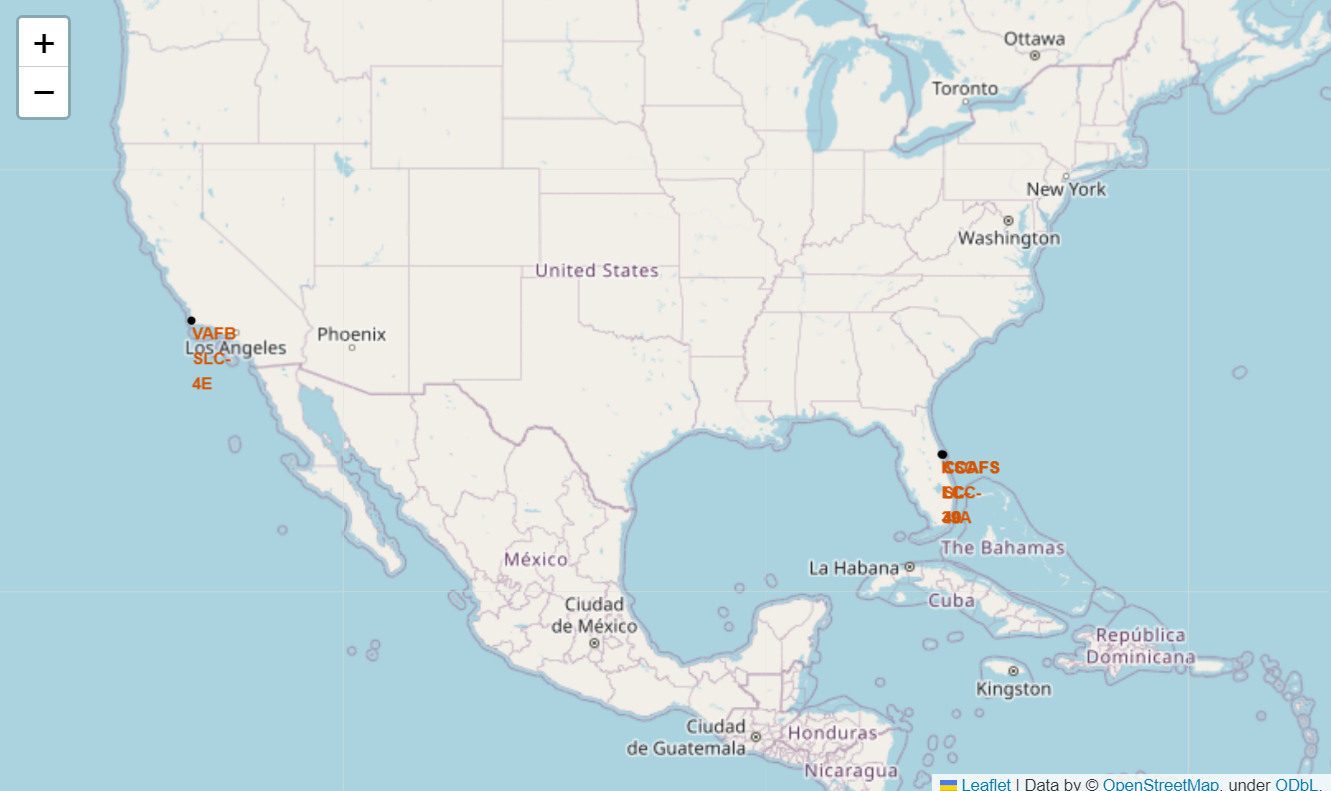 +
Ottawa
Toronto
−
New York
Washington
United States
VAFB
SLC-
4E
Los Angeles
Phoenix
The Bahamas
México
La Habana
Cuba
Ciudad
de México
República
Dominicana
Kingston
Ciudad
de Guatemala
Honduras
Nicaragua
Leaflet | Data by © OpenStreetMap, under ODbL.